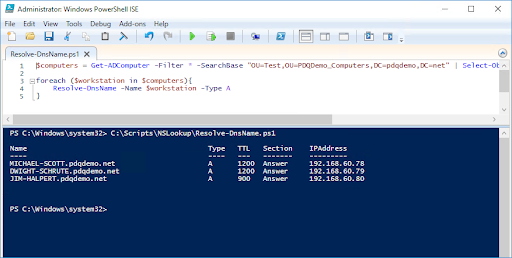 Administrator: Windows PowerShell ISE
File Edit View Tools Debug Add-ons Help
Resolve-DnsName.ps1 X
1 $computers = Get-ADComputer -Filter * -SearchBase "OU=Test,OU=PDQDemo_Computers,DC=pdqdemo,DC=net" | Select-Ob
2
3 foreach ($workstation in $computers){
4 Resolve-DnsName -Name $workstation -Type A
5 }
PS C:\Windows\system32> C:\Scripts\NSLookup\Resolve-DnsName.ps1
Name Type TTL Section IPAddress
---- ---- --- ------- ---------
MICHAEL-SCOTT.pdqdemo.net A 1200 Answer 192.168.60.78
DWIGHT-SCHRUTE.pdqdemo.net A 1200 Answer 192.168.60.79
JIM-HALPERT.pdqdemo.net A 900 Answer 192.168.60.80
PS C:\Windows\system32>